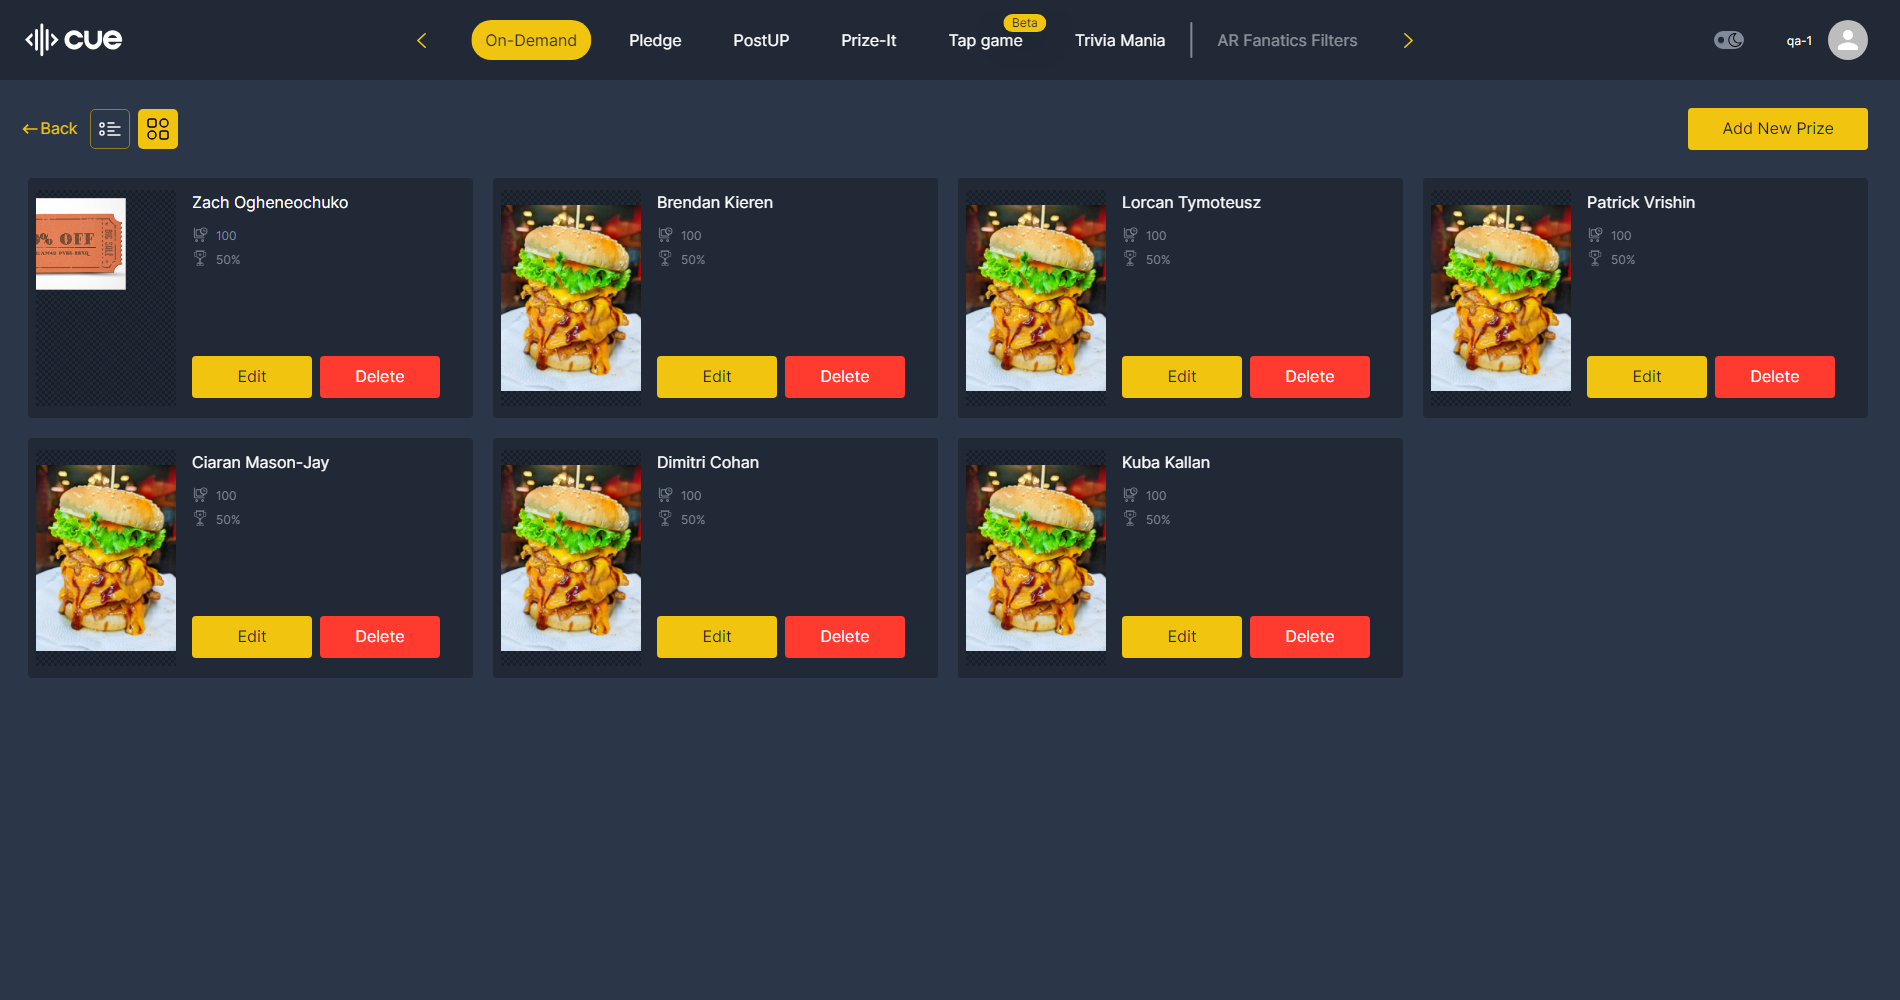 cue
On-Demand
Pledge
PostUP
Prize-It
Tap game
Beta
Trivia Mania
AR Fanatics Filters
qa-1
Back
Add New Prize
% OFF
Zach Ogheneochuko
100
50%
Edit
Delete
Brendan Kieren
100
50%
Edit
Delete
Lorcan Tymoteusz
100
50%
Edit
Delete
Patrick Vrishin
100
50%
Edit
Delete
Ciaran Mason-Jay
100
50%
Edit
Delete
Dimitri Cohan
100
50%
Edit
Delete
Kuba Kallan
100
50%
Edit
Delete